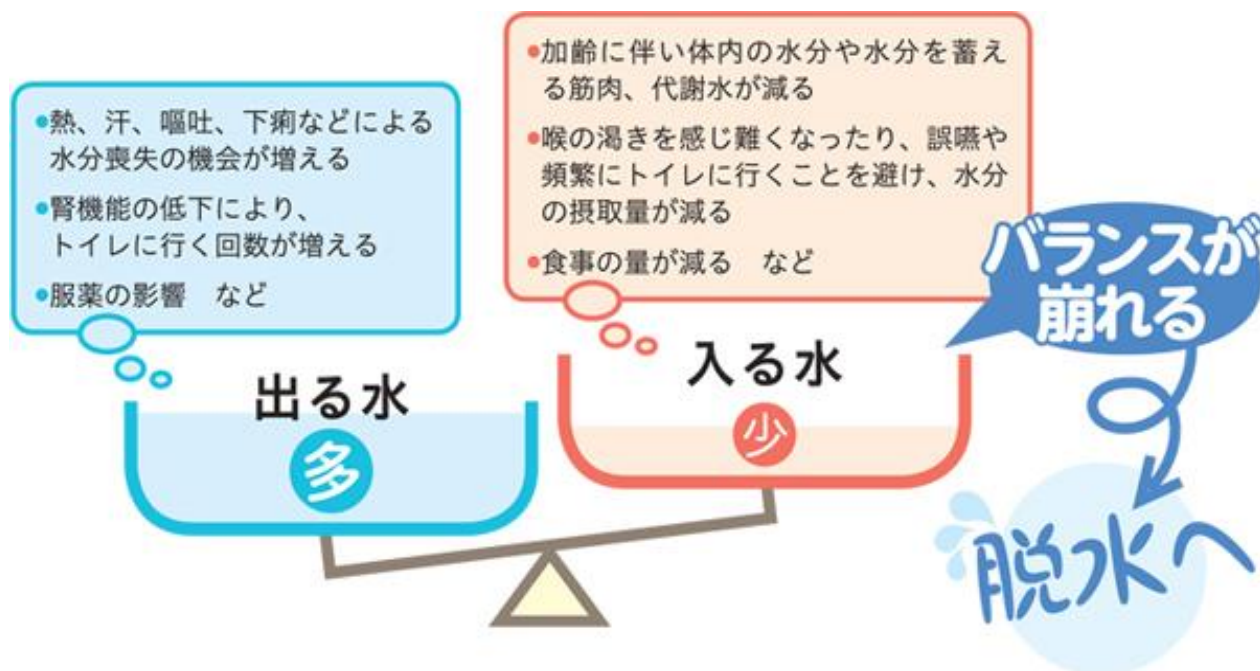 ●熱、汗、嘔吐、下痢などによる
水分喪失の機会が増える
●腎機能の低下により、
トイレに行く回数が増える
●服薬の影響　など
出る水
多
●加齢に伴い体内の水分や水分を蓄え
る筋肉、代謝水が減る
●喉の渇きを感じ難くなったり、誤嚥や
頻繁にトイレに行くことを避け、水分
の摂取量が減る
●食事の量が減る　など
入る水
少
バランスが
崩れる
脱水へ